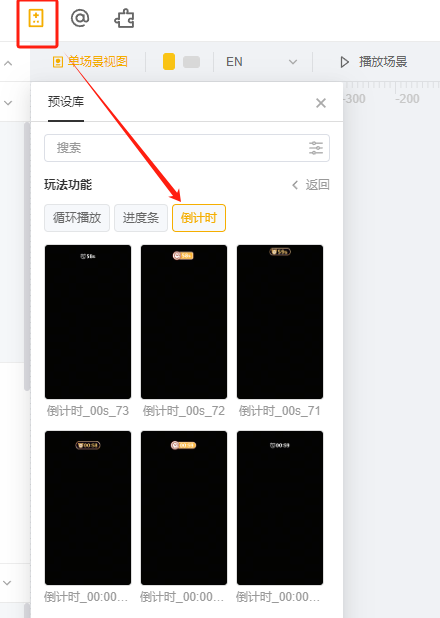 单场景视图
EN
播放场景
预设库
-300
-200
搜索
玩法功能
返回
循环播放
进度条
倒计时
58s
59s
倒计时_00s_73
倒计时_00s_72
倒计时_00s_71
00:58
00:59
倒计时_00:00...
倒计时_00:00...
倒计时_00:00...